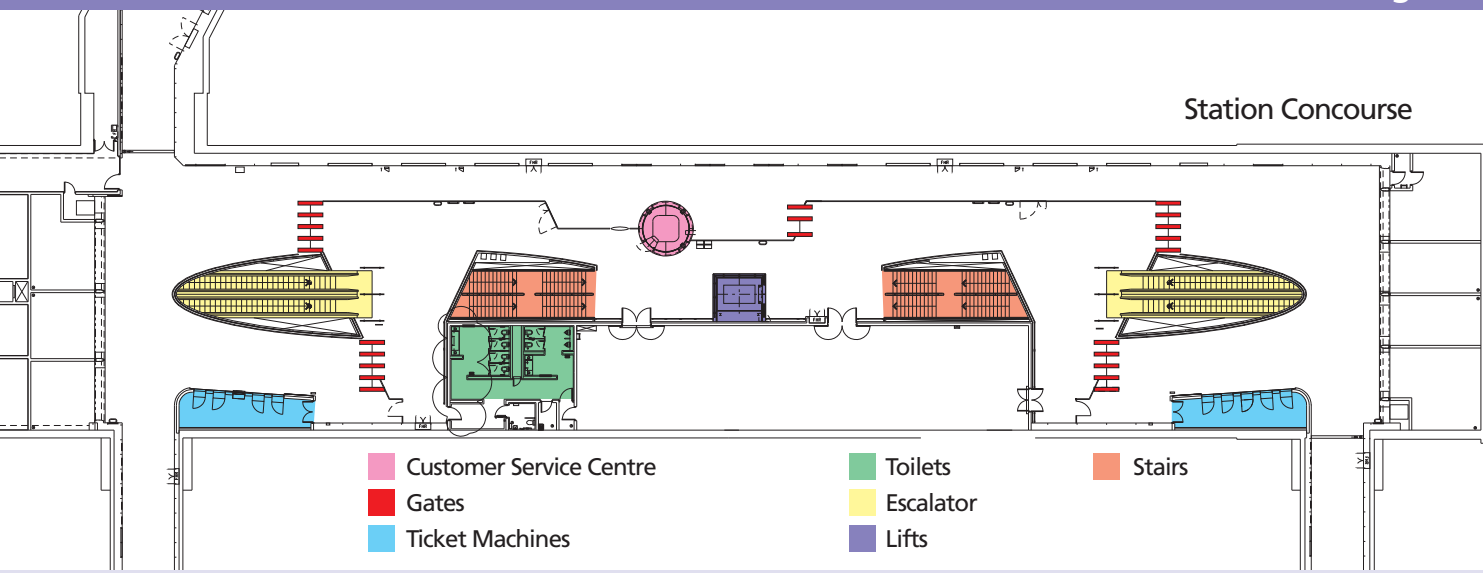 Station Concourse
Customer Service Centre
Gates
Ticket Machines
Toilets
Escalator
Lifts
Stairs